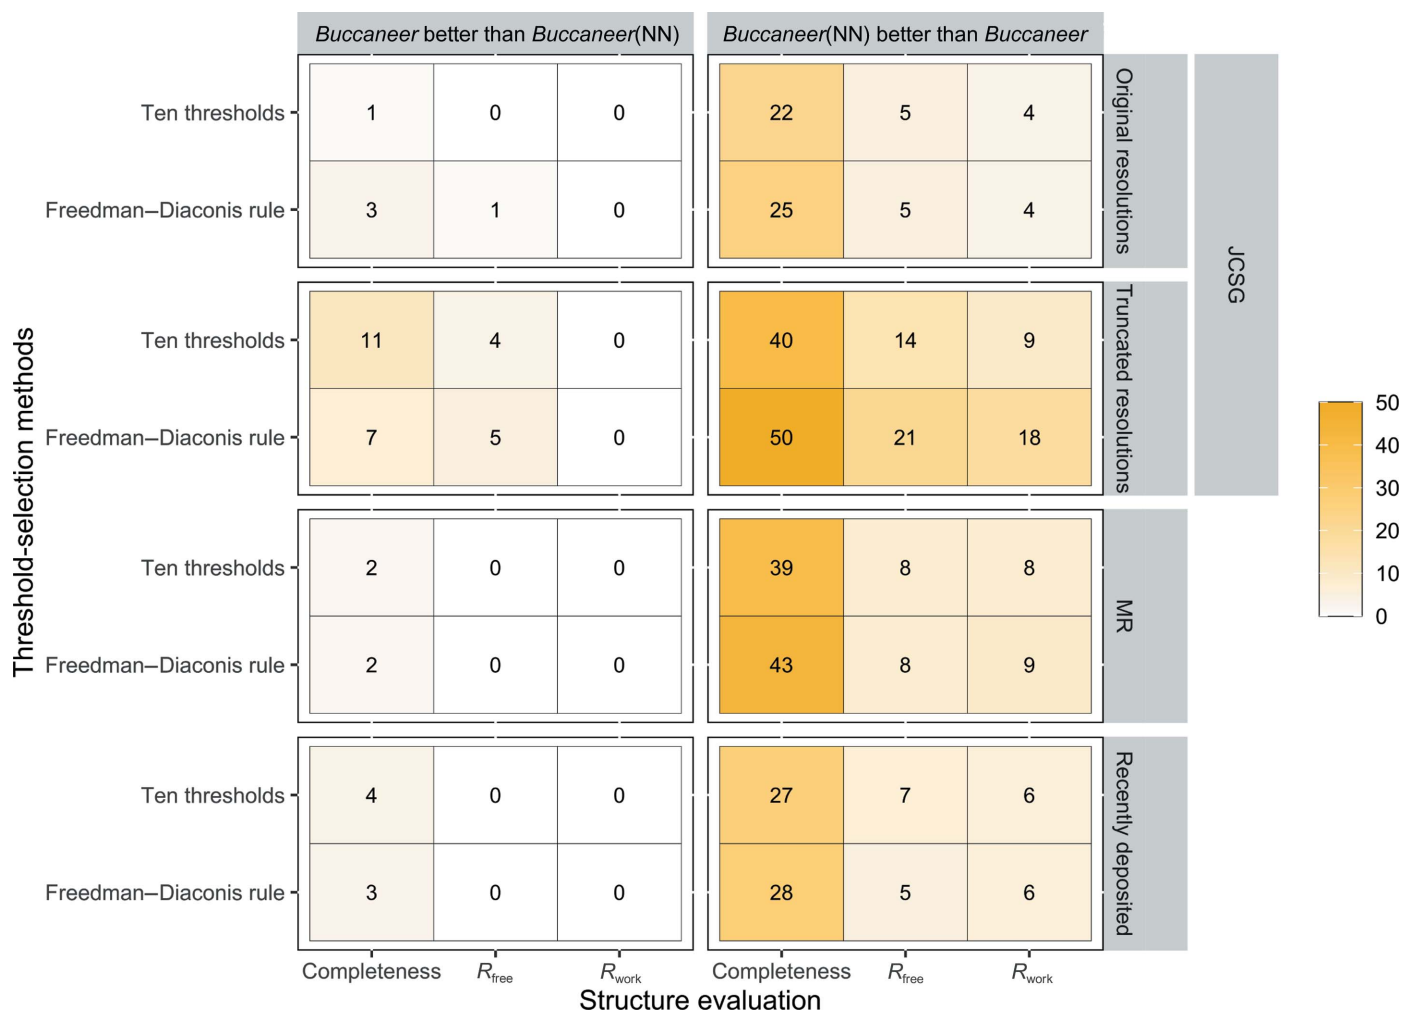 Buccaneer better than Buccaneer(NN)
Buccaneer(NN) better than Buccaneer
Threshold-selection methods
Ten thresholds 1 0 0 22 5 4
Freedman–Diaconis rule 3 1 0 25 5 4
Original resolutions
Ten thresholds 11 4 0 40 14 9
Freedman–Diaconis rule 7 5 0 50 21 18
Truncated resolutions
JCSG
Ten thresholds 2 0 0 39 8 8
Freedman–Diaconis rule 2 0 0 43 8 9
MR
Ten thresholds 4 0 0 27 7 6
Freedman–Diaconis rule 3 0 0 28 5 6
Recently deposited
Completeness Rfree Rwork Completeness Rfree Rwork
Structure evaluation
50
40
30
20
10
0